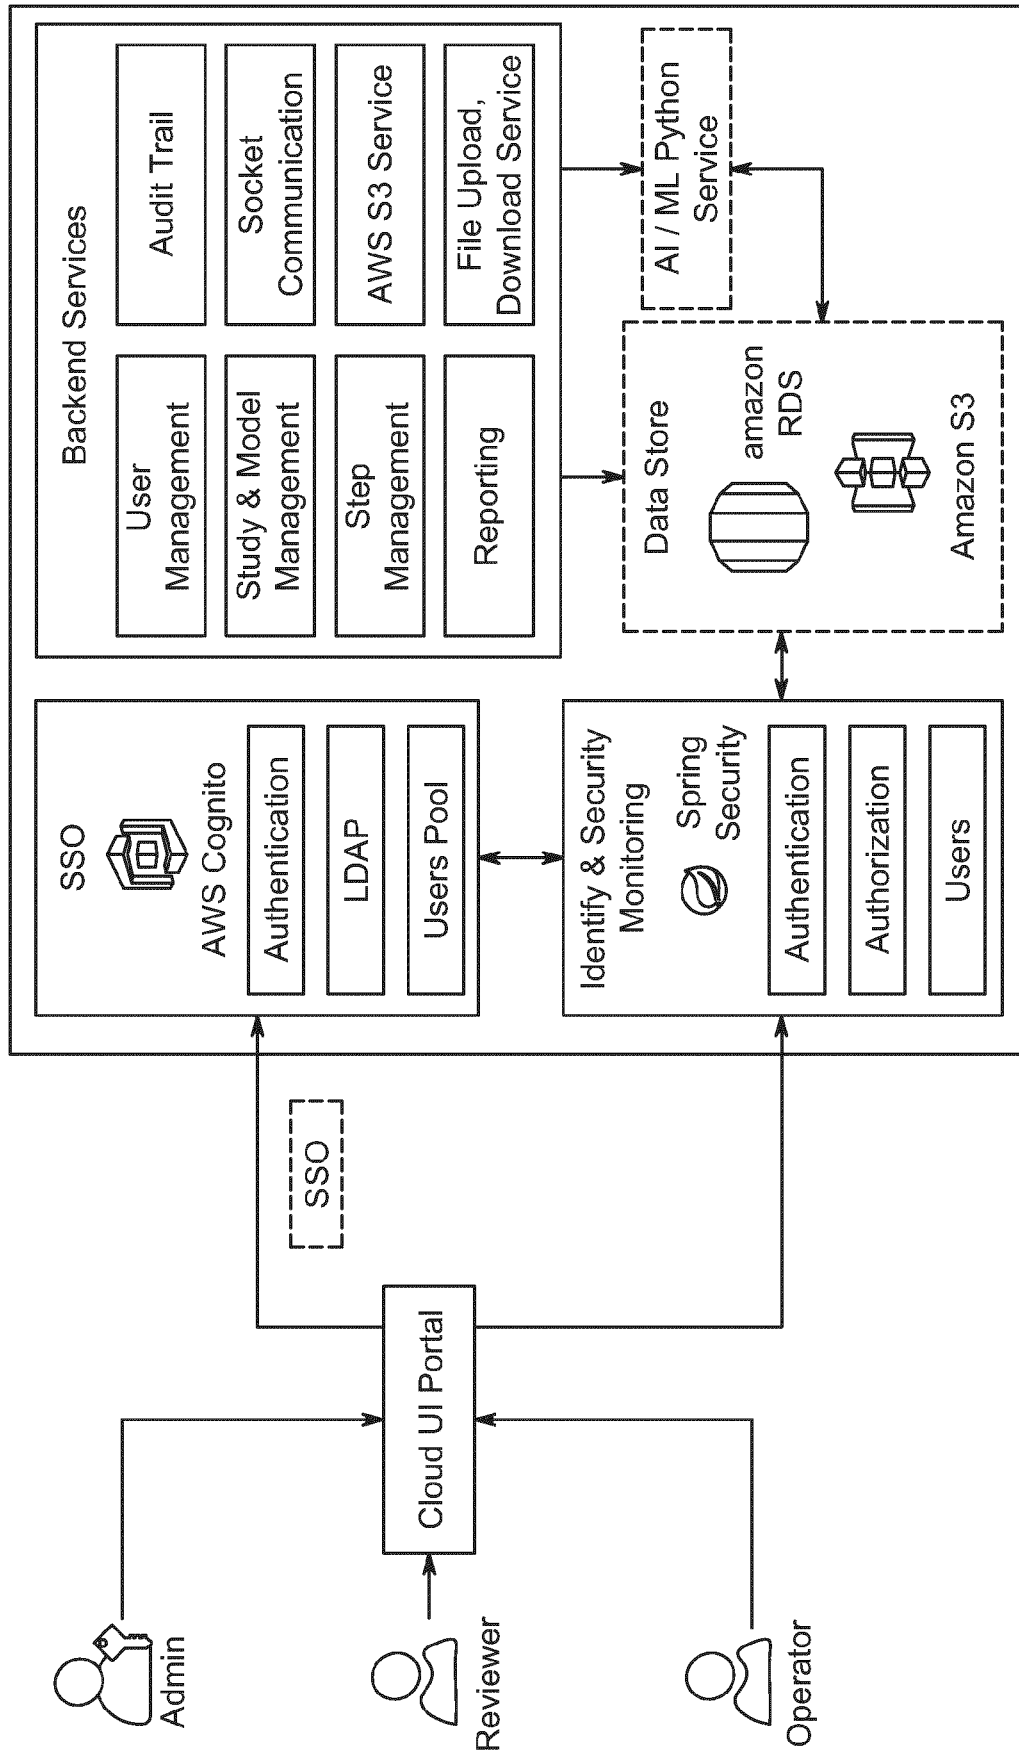 Admin
Reviewer
Operator
Cloud UI Portal
SSO
SSO
AWS Cognito
Authentication
LDAP
Users Pool
Identify & Security
Monitoring
Spring
Security
Authentication
Authorization
Users
Backend Services
User
Management
Audit Trail
Study & Model
Management
Socket
Communication
Step
Management
AWS S3 Service
Reporting
File Upload,
Download Service
Data Store
amazon
RDS
Amazon S3
AI / ML Python
Service